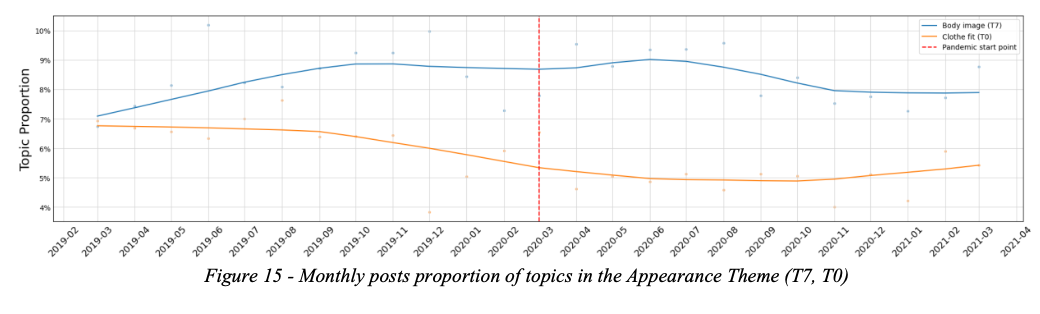 Body image (T7)
Clothe fit (T0)
Pandemic start point
Topic Proportion
10%
9%
8%
7%
6%
5%
4%
2019-02 2019-03 2019-04 2019-05 2019-06 2019-07 2019-08 2019-09 2019-10 2019-11 2019-12 2020-01 2020-02 2020-03 2020-04 2020-05 2020-06 2020-07 2020-08 2020-09 2020-10 2020-11 2020-12 2021-01 2021-02 2021-03 2021-04
Figure 15 - Monthly posts proportion of topics in the Appearance Theme (T7, T0)